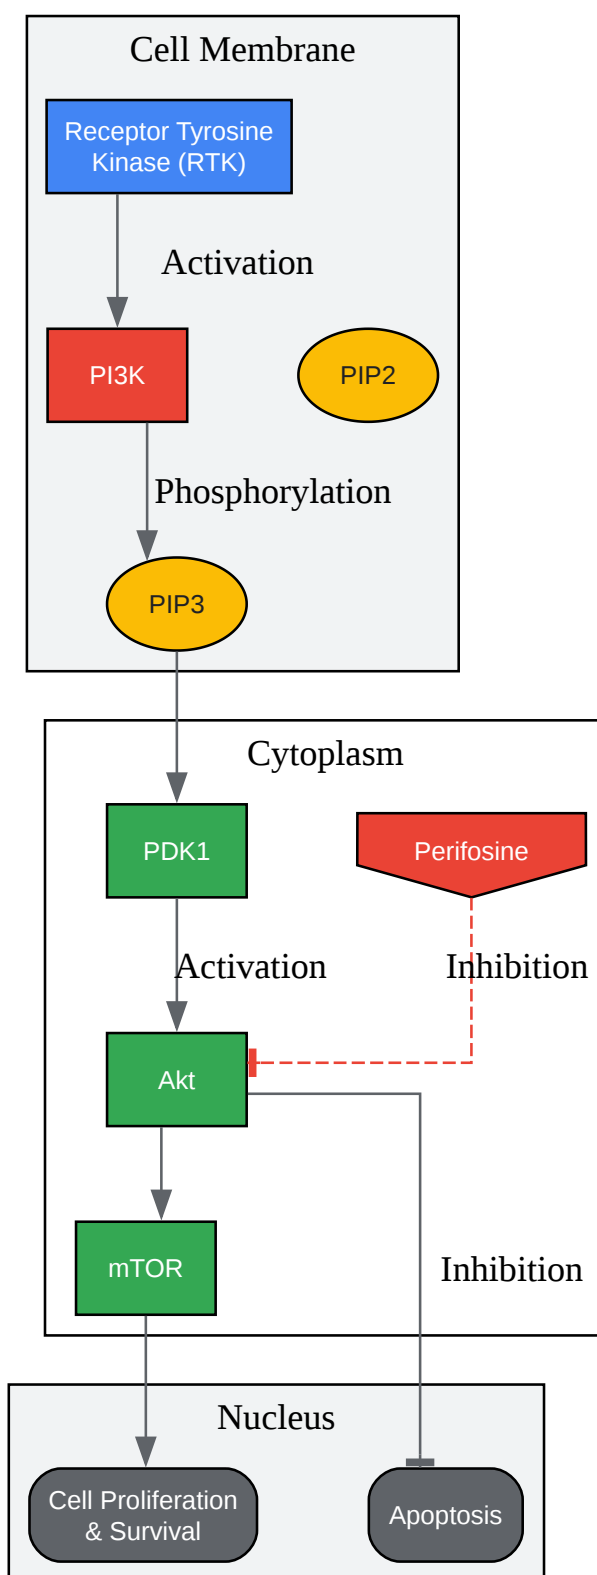 Cell Membrane
Receptor Tyrosine
Kinase (RTK)
Activation
PI3K
PIP2
Phosphorylation
PIP3
Cytoplasm
PDK1
Perifosine
Activation
Inhibition
Akt
mTOR
Inhibition
Nucleus
Cell Proliferation
& Survival
Apoptosis